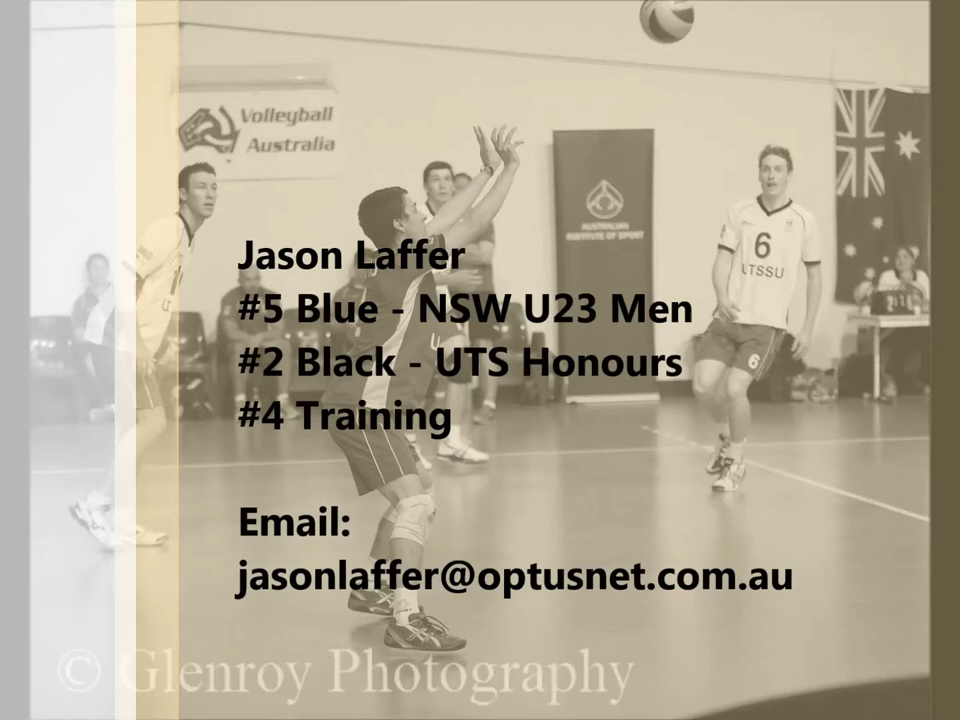 Volleyball
Australia
AUSTRALIAN
INSTITUTE OF SPORT
6
UTSSU
6
Jason Laffer
#5 Blue - NSW U23 Men
#2 Black - UTS Honours
#4 Training
Email:
jasonlaffer@optusnet.com.au
© Glenroy Photography